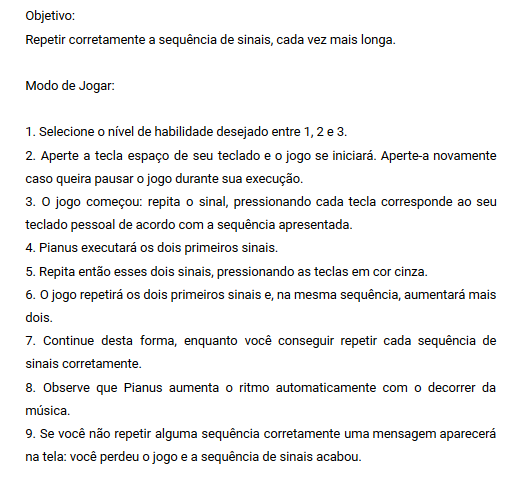 Objetivo:
Repetir corretamente a sequência de sinais, cada vez mais longa.
Modo de Jogar:
1. Selecione o nível de habilidade desejado entre 1, 2 e 3.
2. Aperte a tecla espaço de seu teclado e o jogo se iniciará. Aperte-a novamente
caso queira pausar o jogo durante sua execução.
3. O jogo começou: repita o sinal, pressionando cada tecla corresponde ao seu
teclado pessoal de acordo com a sequência apresentada.
4. Pianus executará os dois primeiros sinais.
5. Repita então esses dois sinais, pressionando as teclas em cor cinza.
6. O jogo repetirá os dois primeiros sinais e, na mesma sequência, aumentará mais
dois.
7. Continue desta forma, enquanto você conseguir repetir cada sequência de
sinais corretamente.
8. Observe que Pianus aumenta o ritmo automaticamente com o decorrer da
música.
9. Se você não repetir alguma sequência corretamente uma mensagem aparecerá
na tela: você perdeu o jogo e a sequência de sinais acabou.